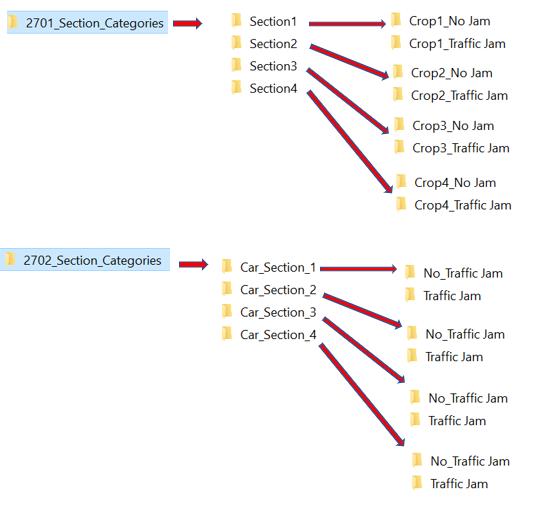 2701_Section_Categories
Section1
Section2
Section3
Section4
Crop1_No Jam
Crop1_Traffic Jam
Crop2_No Jam
Crop2_Traffic Jam
Crop3_No Jam
Crop3_Traffic Jam
Crop4_No Jam
Crop4_Traffic Jam
2702_Section_Categories
Car_Section_1
Car_Section_2
Car_Section_3
Car_Section_4
No_Traffic Jam
Traffic Jam
No_Traffic Jam
Traffic Jam
No_Traffic Jam
Traffic Jam
No_Traffic Jam
Traffic Jam